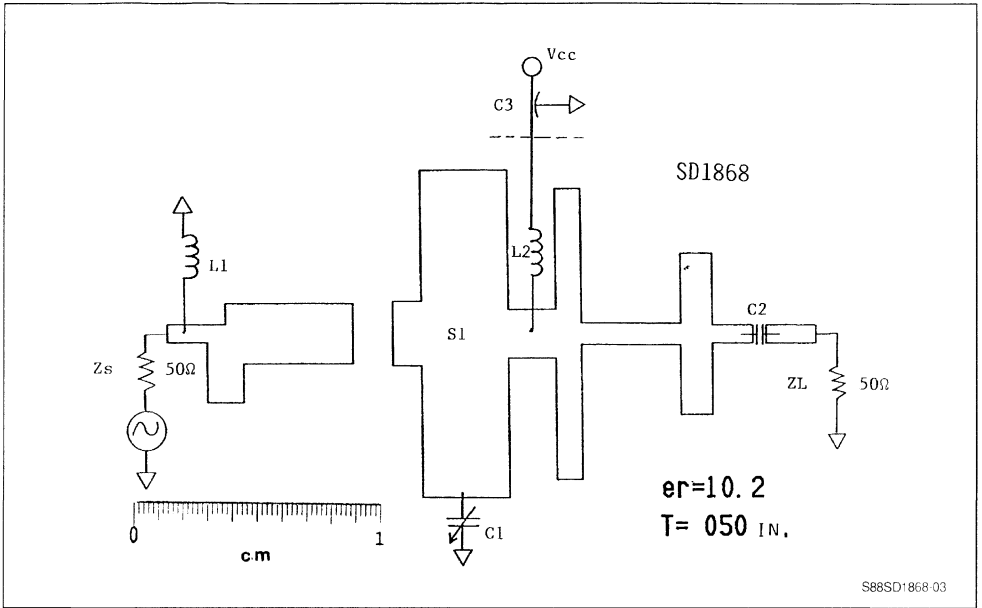 Vcc
C3
SD1868
L1
L2
C2
S1
Zs
50Ω
ZL
50Ω
er=10.2
T= 050 IN.
0
1
cm
C1
S88SD1868-03